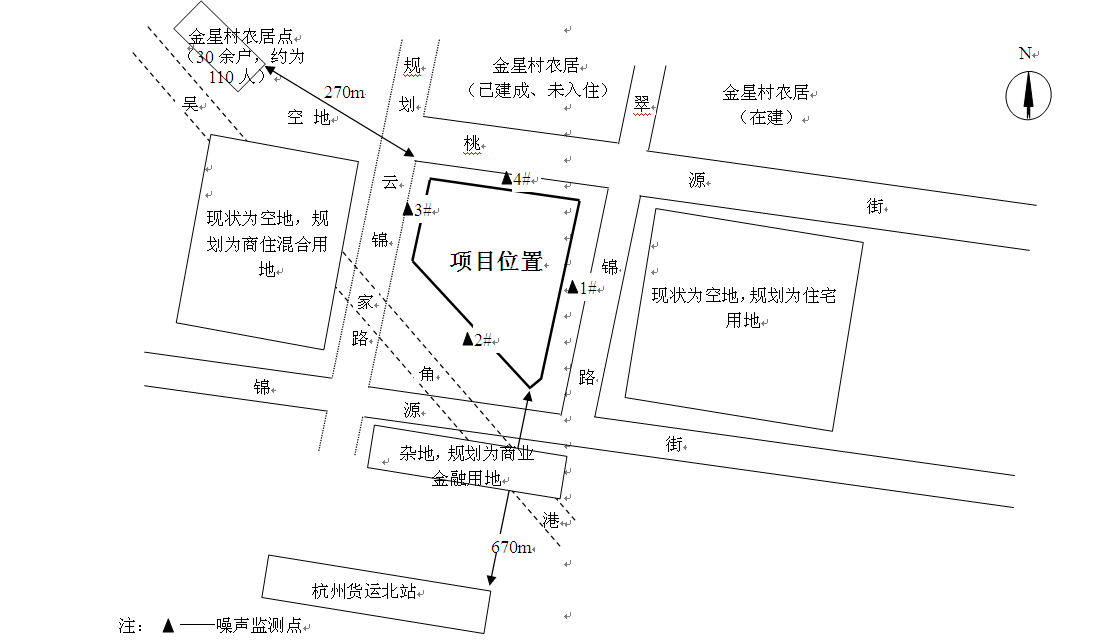 金星村农居点
（30 余户，约为
110 人）
270m
空 地
规
划
云
锦
路
金星村农居
（已建成、未入住）
翠
金星村农居
（在建）
N
吴
家
角
港
桃
源
街
现状为空地，规
划为商住混合用
地
4#
3#
项目位置
1#
2#
锦
路
现状为空地，规划为住宅
用地
锦
源
街
杂地，规划为商业
金融用地
670m
杭州货运北站
注： ▲ ——噪声监测点